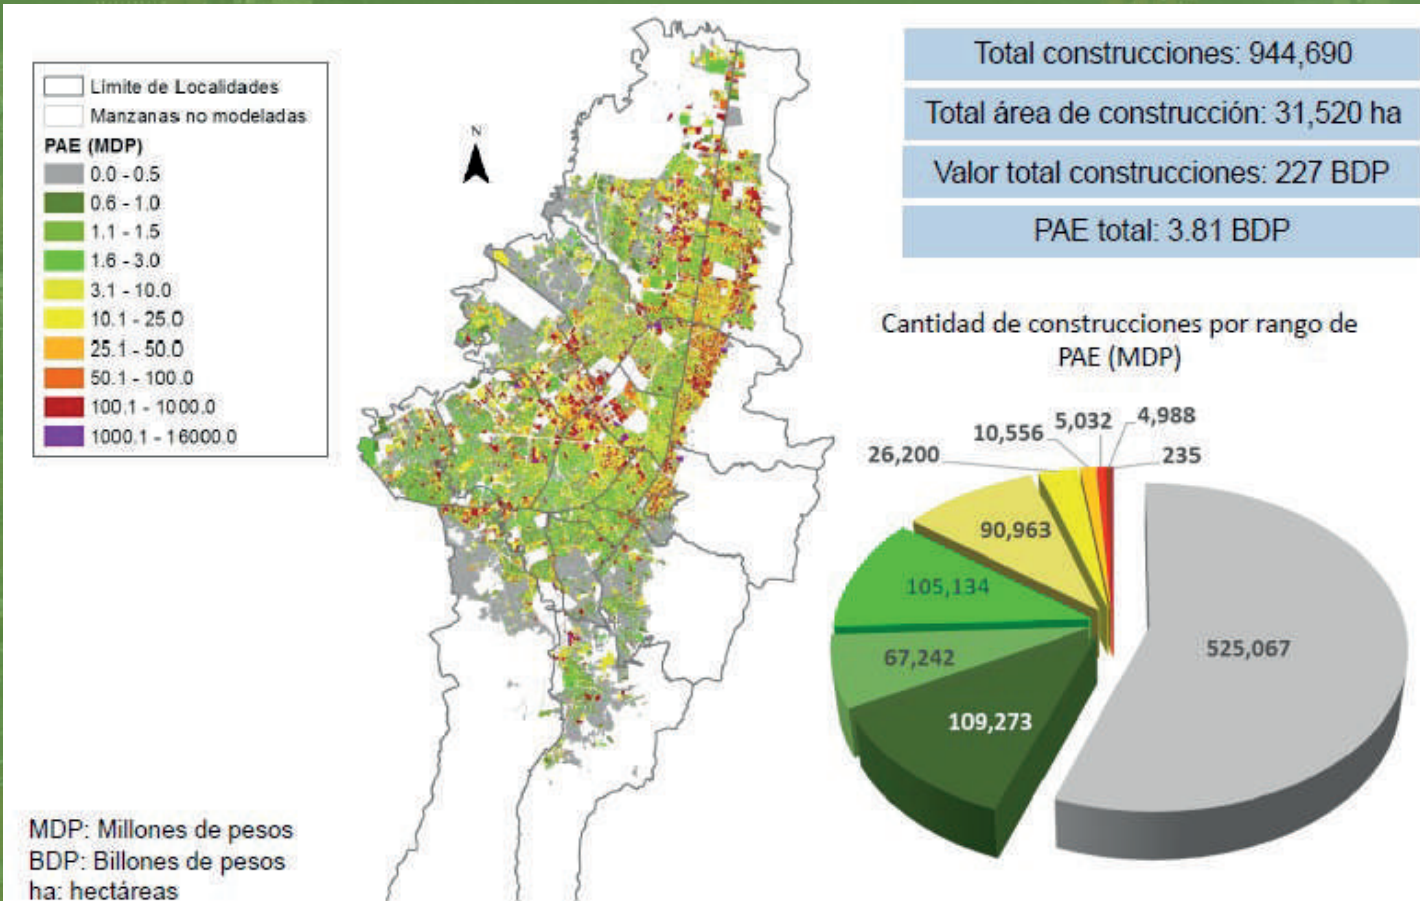 Límite de Localidades
Manzanas no modeladas
PAE (MDP)
0.0 - 0.5
0.6 - 1.0
1.1 - 1.5
1.6 - 3.0
3.1 - 10.0
10.1 - 25.0
25.1 - 50.0
50.1 - 100.0
100.1 - 1000.0
1000.1 - 16000.0
N
Total construcciones: 944,690
Total área de construcción: 31,520 ha
Valor total construcciones: 227 BDP
PAE total: 3.81 BDP
Cantidad de construcciones por rango de
PAE (MDP)
4,988
5,032
10,556
26,200
235
90,963
105,134
67,242
109,273
525,067
MDP: Millones de pesos
BDP: Billones de pesos
ha: hectáreas